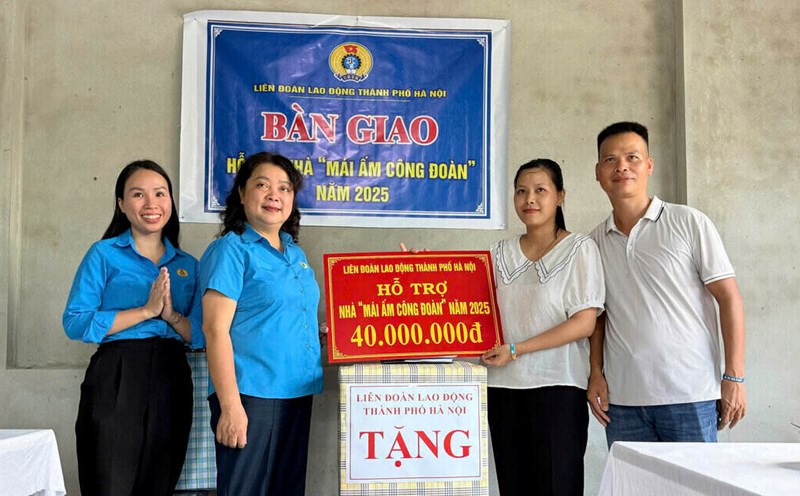 LIÊN ĐOÀN LAO ĐỘNG THÀNH PHỐ HÀ NỘI
BÀN GIAO
HỖ NHÀ "MÁI ẤM CÔNG ĐOÀN"
NĂM 2025
LIÊN ĐOÀN LAO ĐỘNG THÀNH PHỐ HÀ NỘI
HỖ TRỢ
NHÀ "MÁI ẤM CÔNG ĐOÀN" NĂM 2025
40.000.000đ
LIÊN ĐOÀN LAO ĐỘNG
THÀNH PHỐ HÀ NỘI
TẶNG